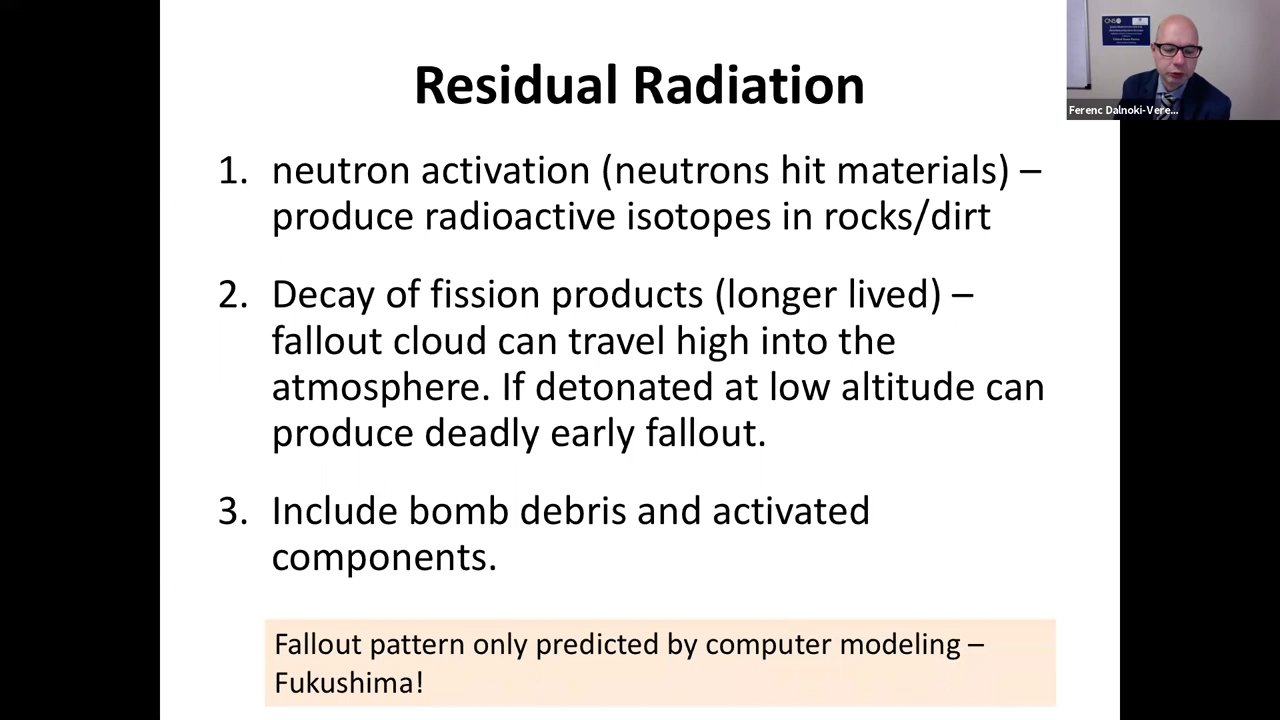 Residual Radiation
1. neutron activation (neutrons hit materials) –
produce radioactive isotopes in rocks/dirt
2. Decay of fission products (longer lived) –
fallout cloud can travel high into the
atmosphere. If detonated at low altitude can
produce deadly early fallout.
3. Include bomb debris and activated
components.
Fallout pattern only predicted by computer modeling –
Fukushima!
CNS
Ferenc Dalnoki-Vere...